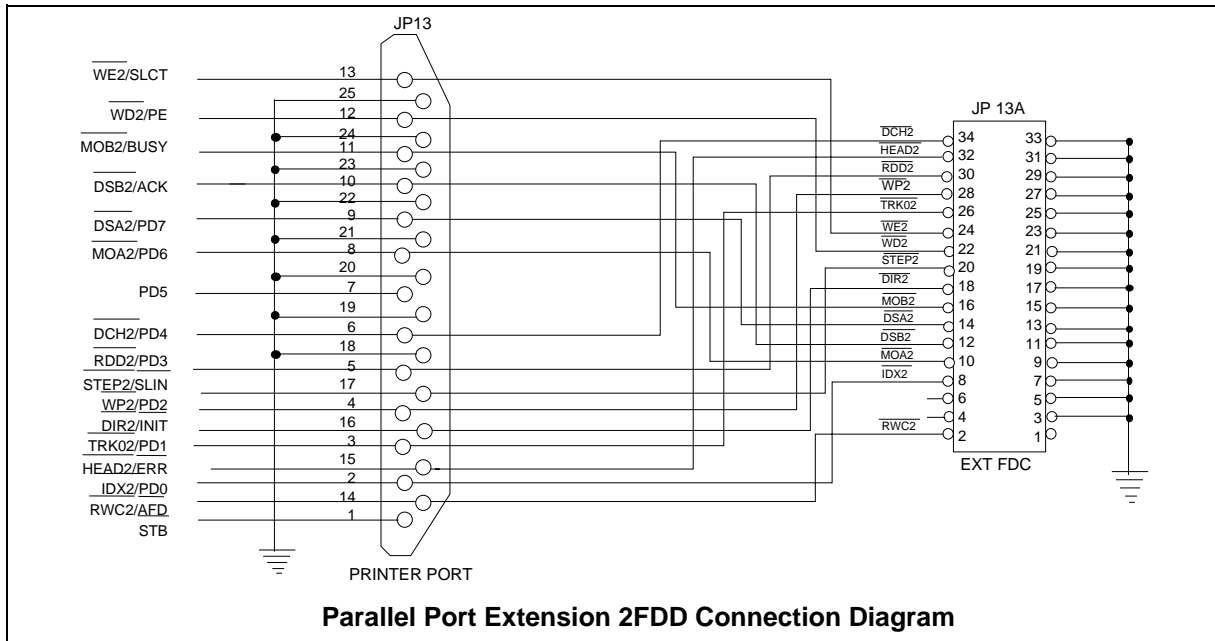 JP13
WE2/SLCT 13
25
WD2/PE 12
24
MOB2/BUSY 11
23
DSB2/ACK 10
22
DSA2/PD7 9
21
MOA2/PD6 8
20
PD5 7
19
DCH2/PD4 6
18
RDD2/PD3 5
STEP2/SLIN 17
WP2/PD2 4
DIR2/INIT 16
TRK02/PD1 3
HEAD2/ERR 15
IDX2/PD0 2
RWC2/AFD 14
STB 1
PRINTER PORT
JP 13A
DCH2 34 33
HEAD2 32 31
RDD2 30 29
WP2 28 27
TRK02 26 25
WE2 24 23
WD2 22 21
STEP2 20 19
DIR2 18 17
MOB2 16 15
DSA2 14 13
DSB2 12 11
MOA2 10 9
IDX2 8 7
6 5
4 3
RWC2 2 1
EXT FDC
Parallel Port Extension 2FDD Connection Diagram